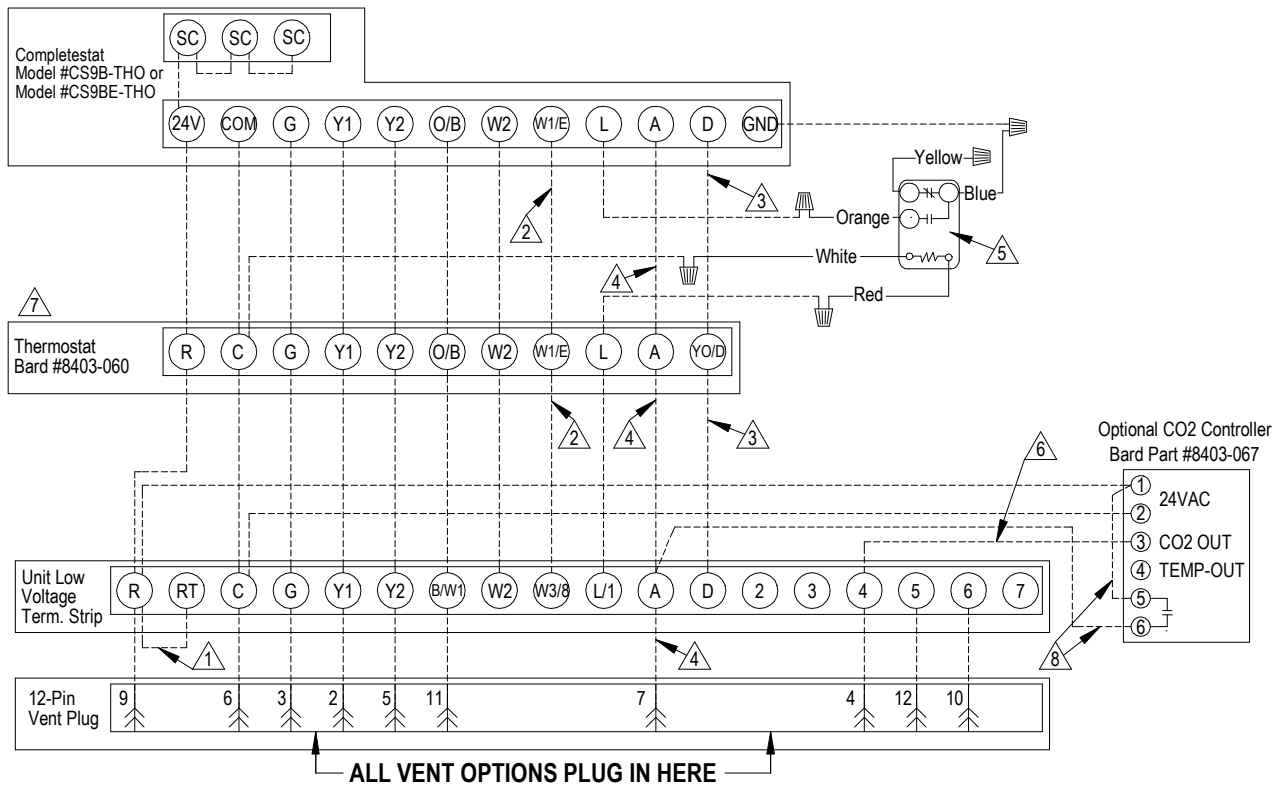 Completestat
Model #CS9B-THO or
Model #CS9BE-THO
SC SC SC
24V COM G Y1 Y2 O/B W2 W1/E L A D GND
Yellow
Blue
3
2
Orange
5
White
4
Red
7
Thermostat
Bard #8403-060
R C G Y1 Y2 O/B W2 W1/E L A YO/D
2 4 3
6
Optional CO2 Controller
Bard Part #8403-067
1
24VAC
2
3 CO2 OUT
4 TEMP-OUT
5
6
Unit Low
Voltage
Term. Strip
R RT C G Y1 Y2 B/W1 W2 W3/8 L/1 A D 2 3 4 5 6 7
1 4 8
12-Pin
Vent Plug
9 6 3 2 5 11 7 4 12 10
ALL VENT OPTIONS PLUG IN HERE